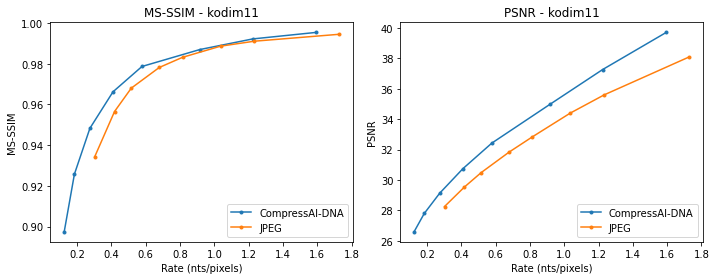 MS-SSIM - kodim11
MS-SSIM
1.00
0.98
0.96
0.94
0.92
0.90
0.2 0.4 0.6 0.8 1.0 1.2 1.4 1.6 1.8
Rate (nts/pixels)
CompressAI-DNA
JPEG
PSNR - kodim11
PSNR
40
38
36
34
32
30
28
26
0.2 0.4 0.6 0.8 1.0 1.2 1.4 1.6 1.8
Rate (nts/pixels)
CompressAI-DNA
JPEG